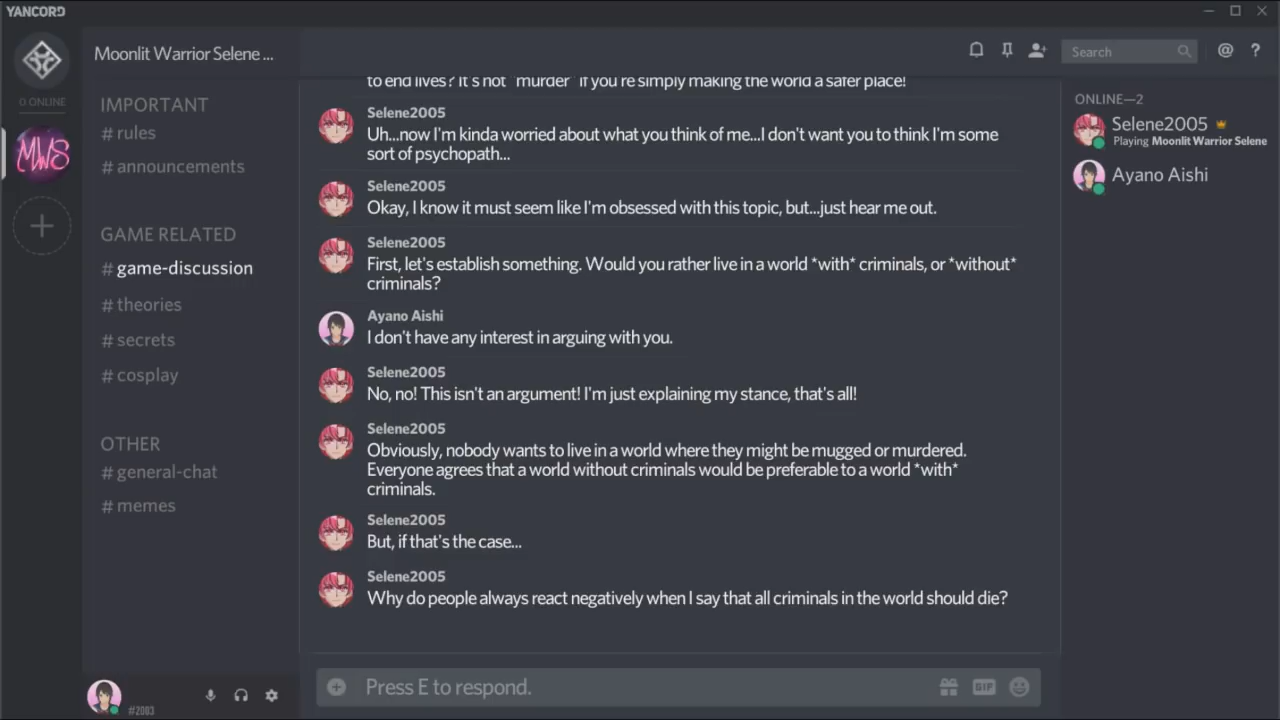 YANCORD
Moonlit Warrior Selene ...
Search
@
?
0 ONLINE
MWS
IMPORTANT
# rules
# announcements
GAME RELATED
# game-discussion
# theories
# secrets
# cosplay
OTHER
# general-chat
# memes
#2003
to end lives? It's not "murder" if you're simply making the world a safer place!
Selene2005
Uh...now I'm kinda worried about what you think of me...I don't want you to think I'm some
sort of psychopath...
Selene2005
Okay, I know it must seem like I'm obsessed with this topic, but...just hear me out.
Selene2005
First, let's establish something. Would you rather live in a world *with* criminals, or *without*
criminals?
Ayano Aishi
I don't have any interest in arguing with you.
Selene2005
No, no! This isn't an argument! I'm just explaining my stance, that's all!
Selene2005
Obviously, nobody wants to live in a world where they might be mugged or murdered.
Everyone agrees that a world without criminals would be preferable to a world *with*
criminals.
Selene2005
But, if that's the case...
Selene2005
Why do people always react negatively when I say that all criminals in the world should die?
Press E to respond.
GIF
ONLINE—2
Selene2005
Playing Moonlit Warrior Selene
Ayano Aishi